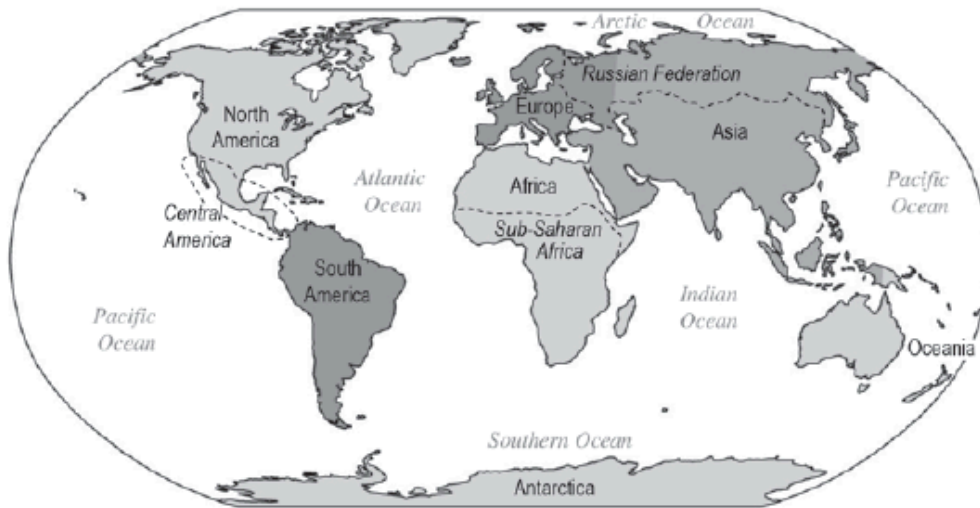 Arctic Ocean
Russian Federation
North
America
Europe
Asia
Atlantic
Ocean
Africa
Pacific
Ocean
Central
America
Sub-Saharan
Africa
South
America
Indian
Ocean
Pacific
Ocean
Oceania
Southern Ocean
Antarctica